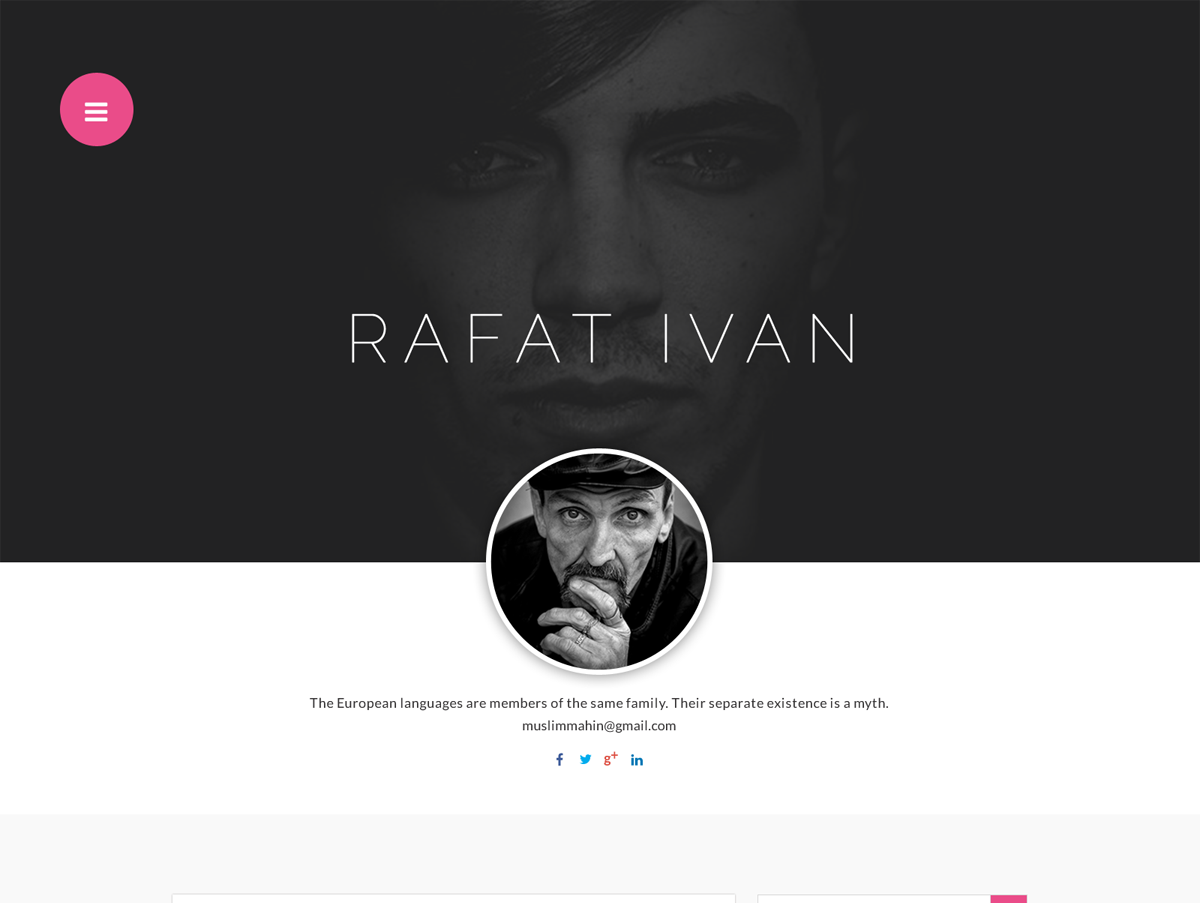 RAFAT IVAN
The European languages are members of the same family. Their separate existence is a myth.
muslimmahin@gmail.com